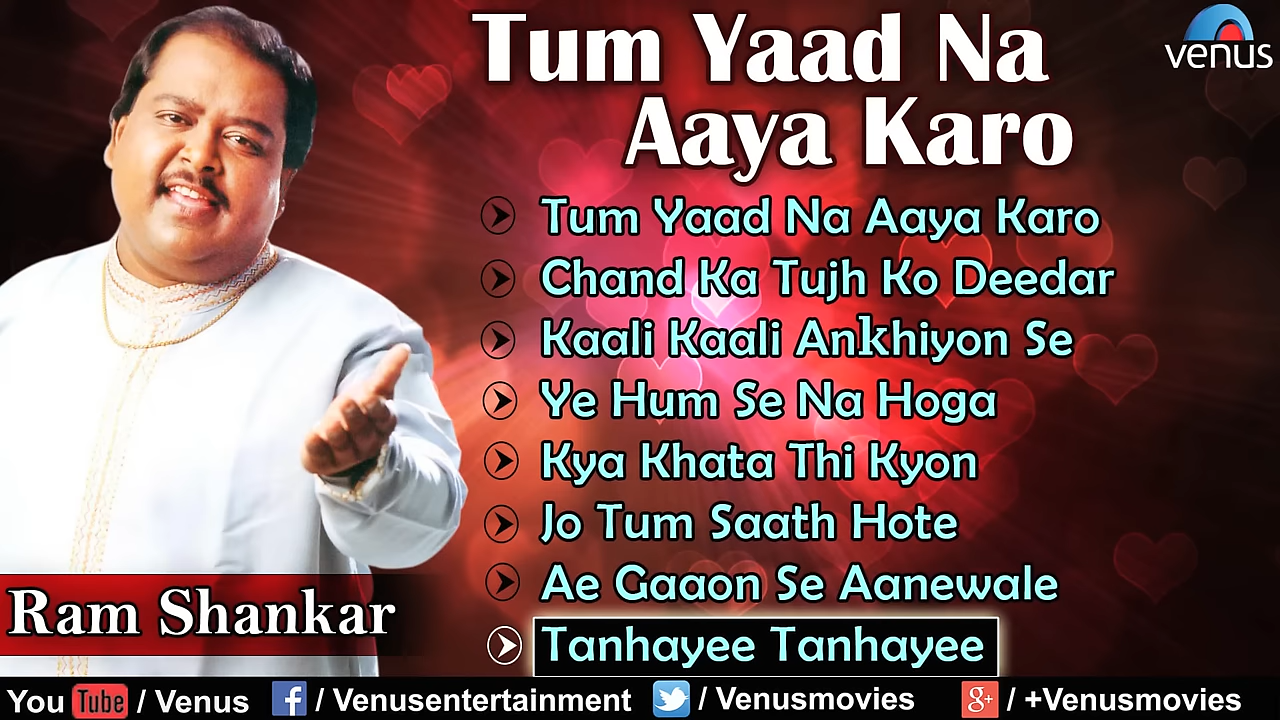 Tum Yaad Na
Aaya Karo
venus
Tum Yaad Na Aaya Karo
Chand Ka Tujh Ko Deedar
Kaali Kaali Ankhiyon Se
Ye Hum Se Na Hoga
Kya Khata Thi Kyon
Jo Tum Saath Hote
Ae Gaaon Se Aanewale
Tanhayee Tanhayee
Ram Shankar
You Tube / Venus f / Venusentertainment / Venusmovies g+ / +Venusmovies